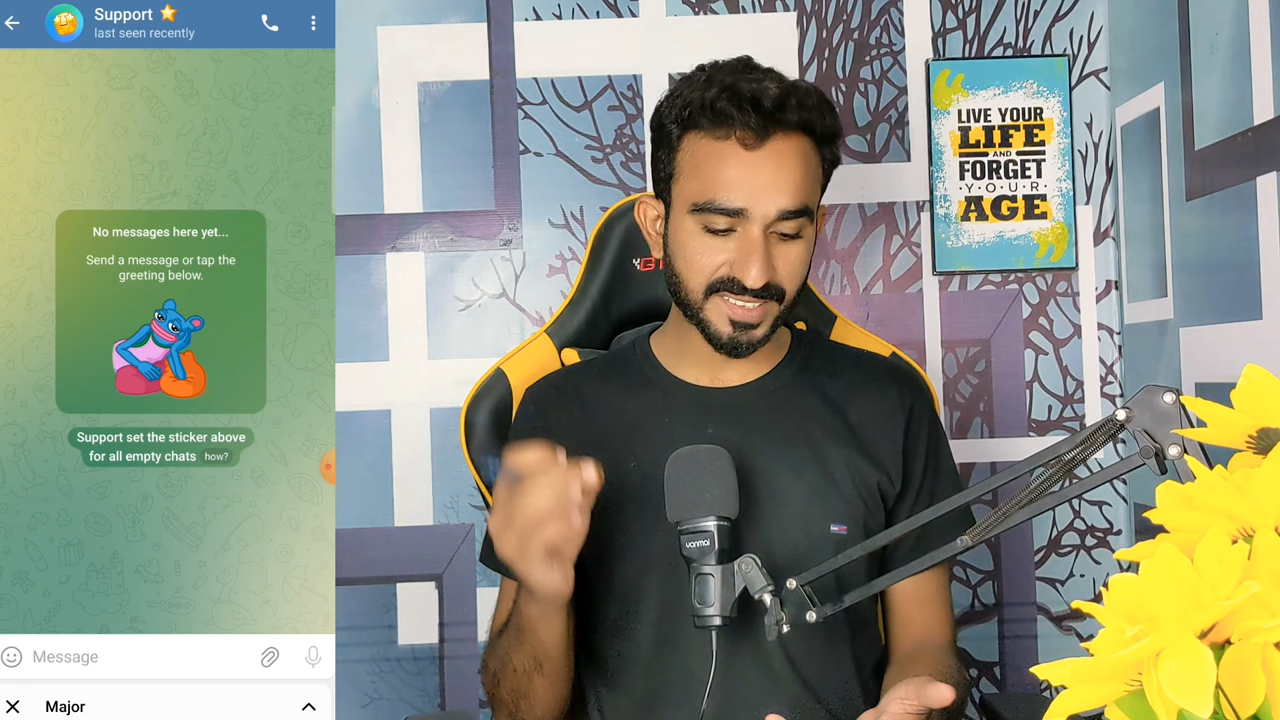 Support
last seen recently
No messages here yet...
Send a message or tap the
greeting below.
Support set the sticker above
for all empty chats how?
Message
Major
LIVE YOUR
LIFE
AND
FORGET
·Y·O·U·R·
AGE
vanmai